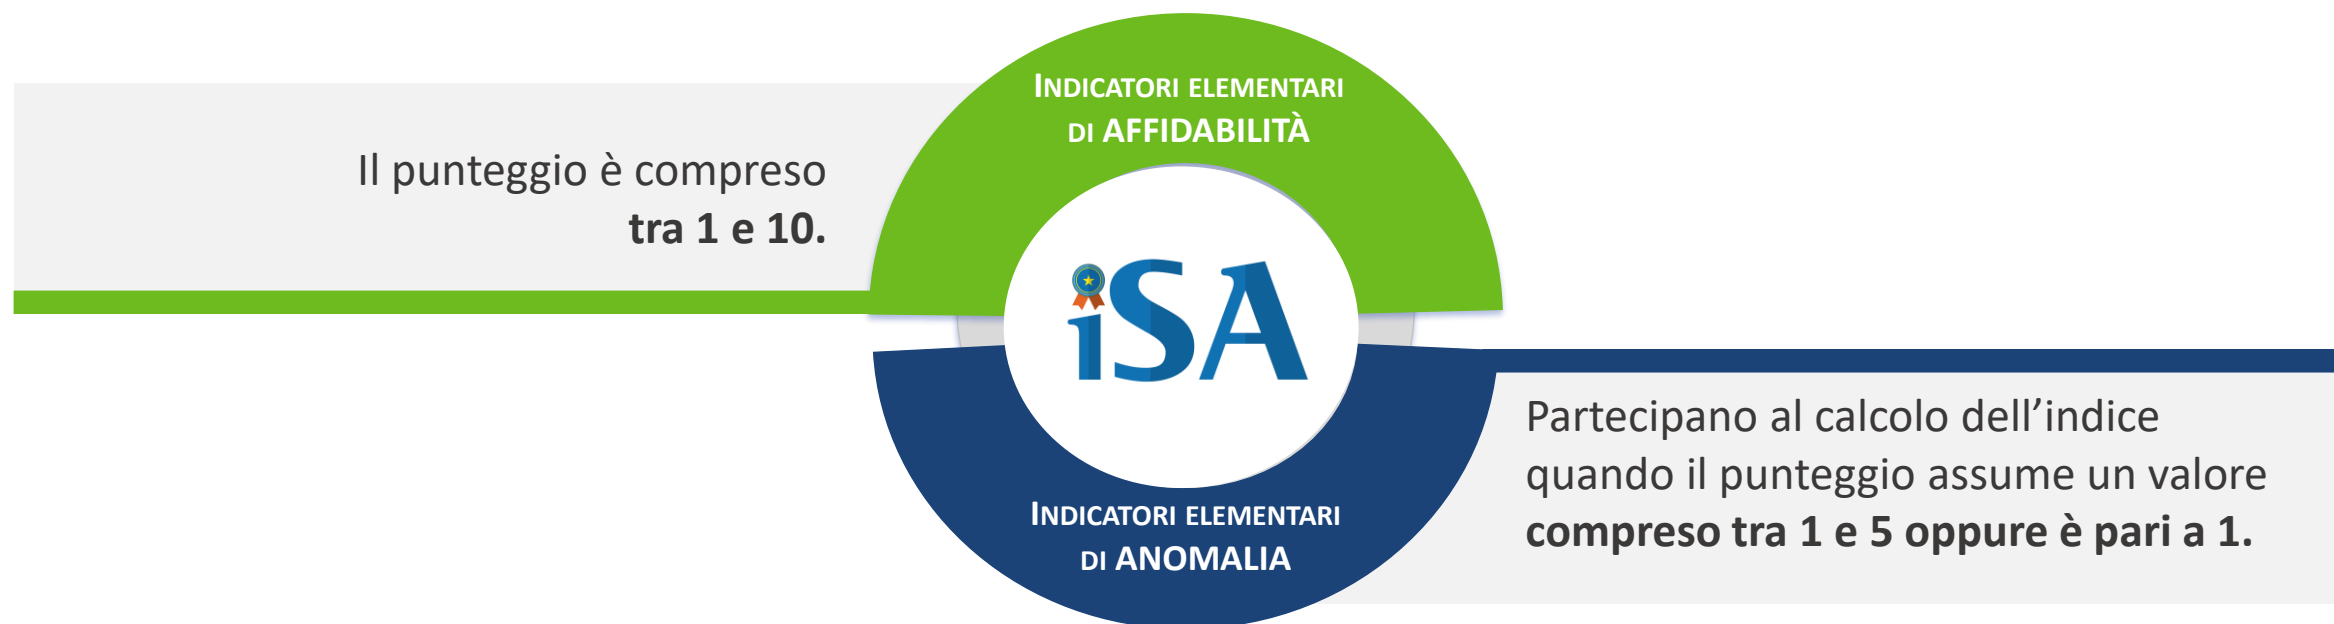 INDICATORI ELEMENTARI
DI AFFIDABILITÀ
Il punteggio è compreso
tra 1 e 10.
iSA
Partecipano al calcolo dell’indice
quando il punteggio assume un valore
compreso tra 1 e 5 oppure è pari a 1.
INDICATORI ELEMENTARI
DI ANOMALIA